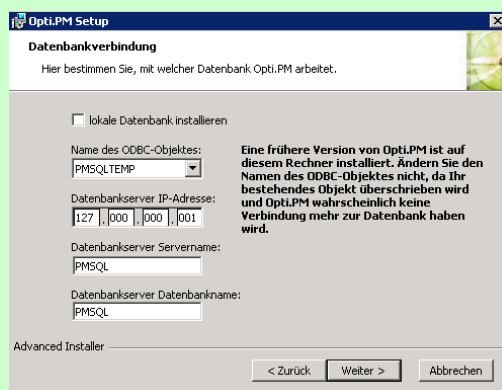 Opti.PM Setup
Datenbankverbindung
Hier bestimmen Sie, mit welcher Datenbank Opti.PM arbeitet.
lokale Datenbank installieren
Name des ODBC-Objektes:
PMSQLTEMP
Eine frühere Version von Opti.PM ist auf
diesem Rechner installiert. Ändern Sie den
Namen des ODBC-Objektes nicht, da Ihr
bestehendes Objekt überschrieben wird
und Opti.PM wahrscheinlich keine
Verbindung mehr zur Datenbank haben
wird.
Datenbankserver IP-Adresse:
127 . 000 . 000 . 001
Datenbankserver Servername:
PMSQL
Datenbankserver Datenbankname:
PMSQL
Advanced Installer
< Zurück
Weiter >
Abbrechen